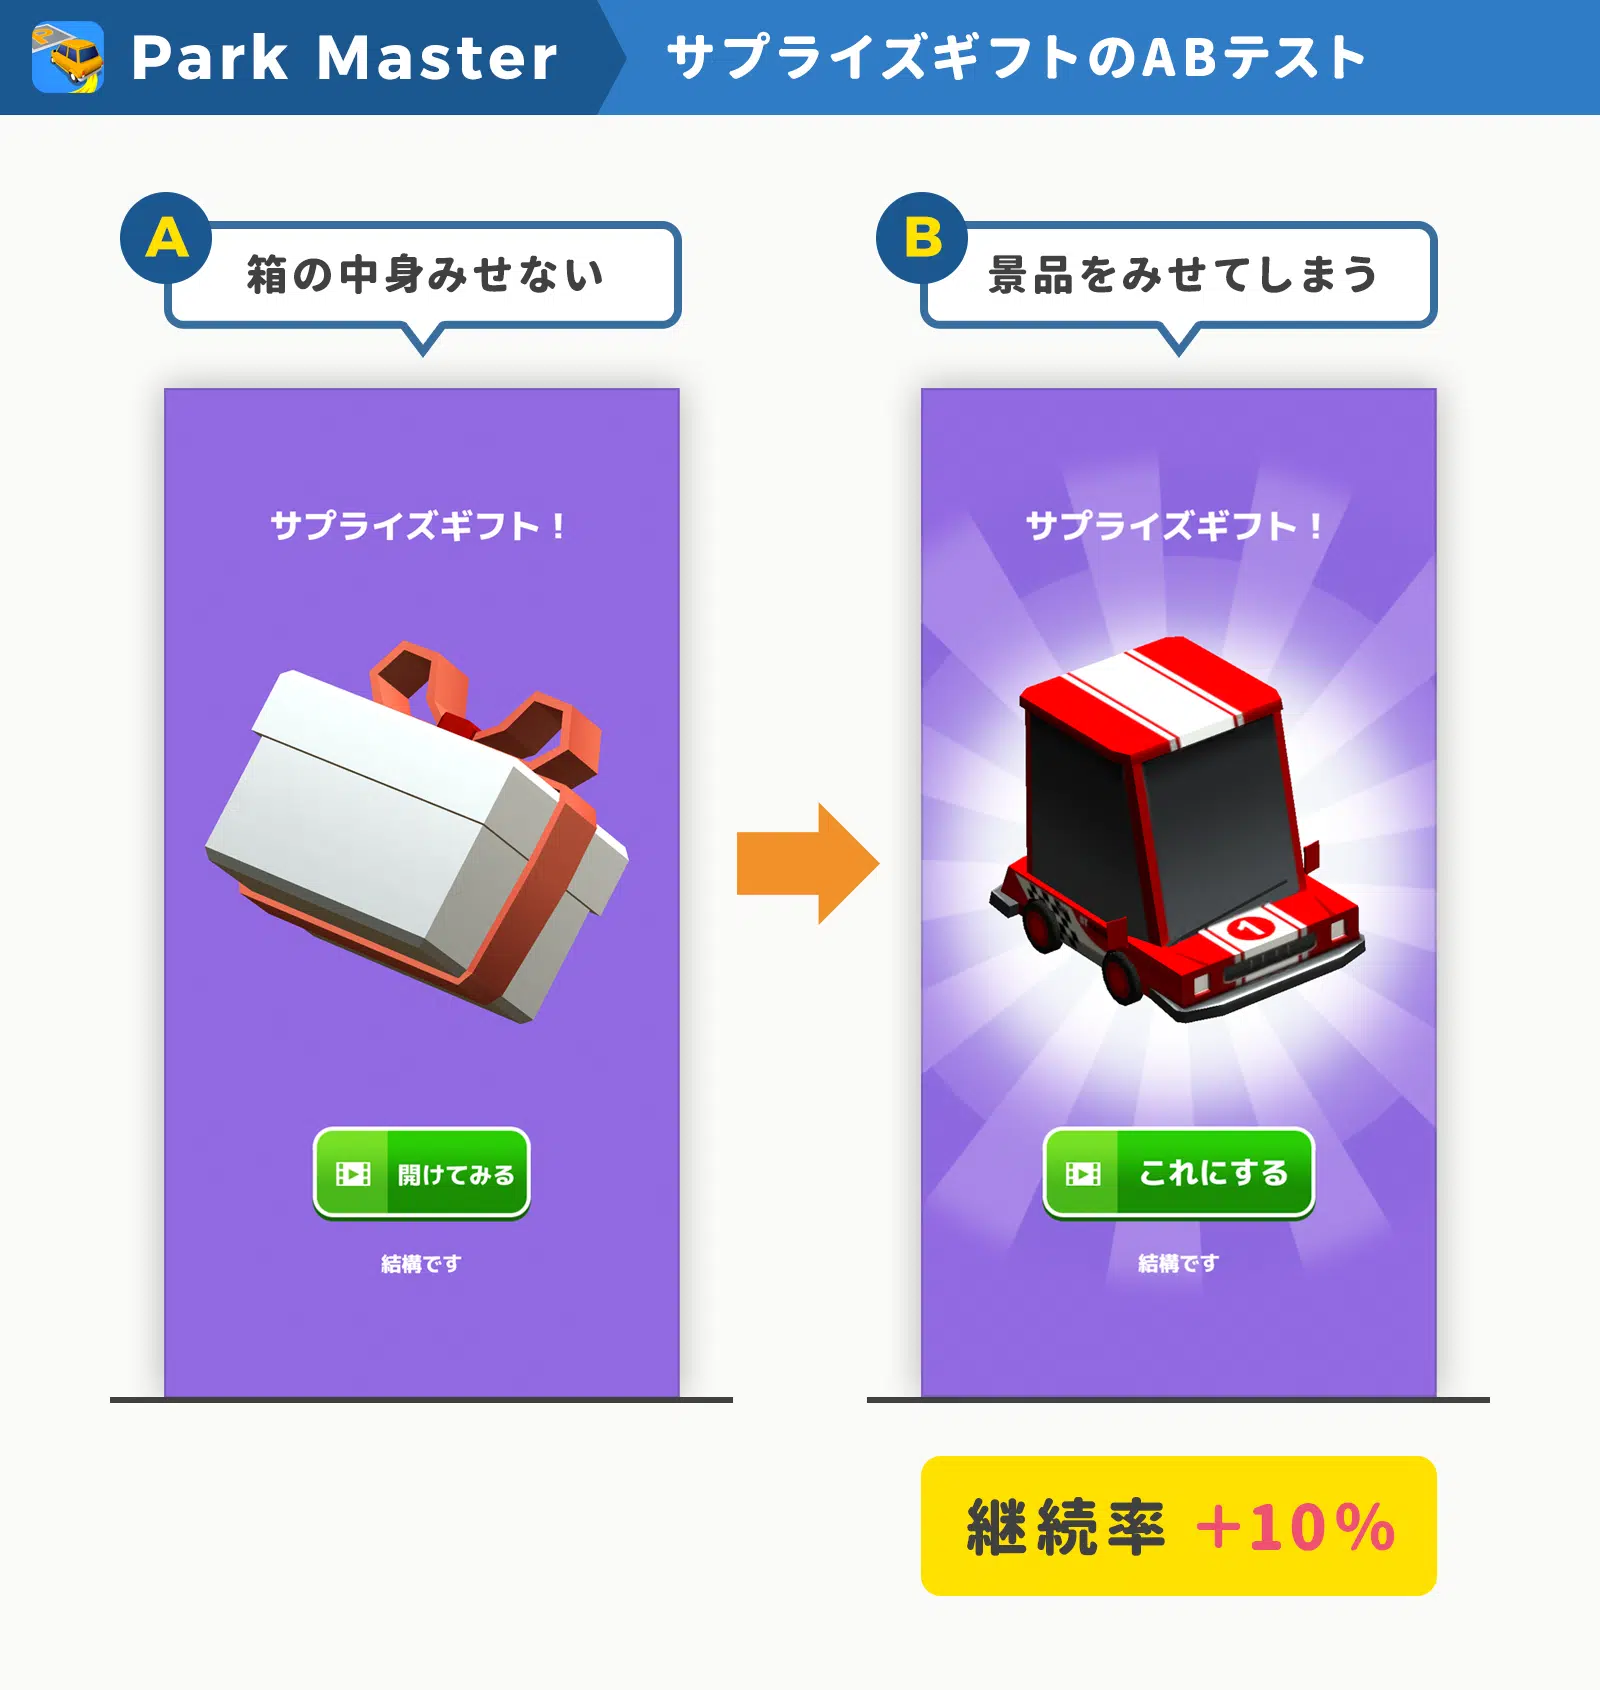 Park Master
サプライズギフトのABテスト
A
箱の中身みせない
B
景品をみせてしまう
サプライズギフト！
開けてみる
結構です
サプライズギフト！
1
これにする
結構です
継続率 +10%